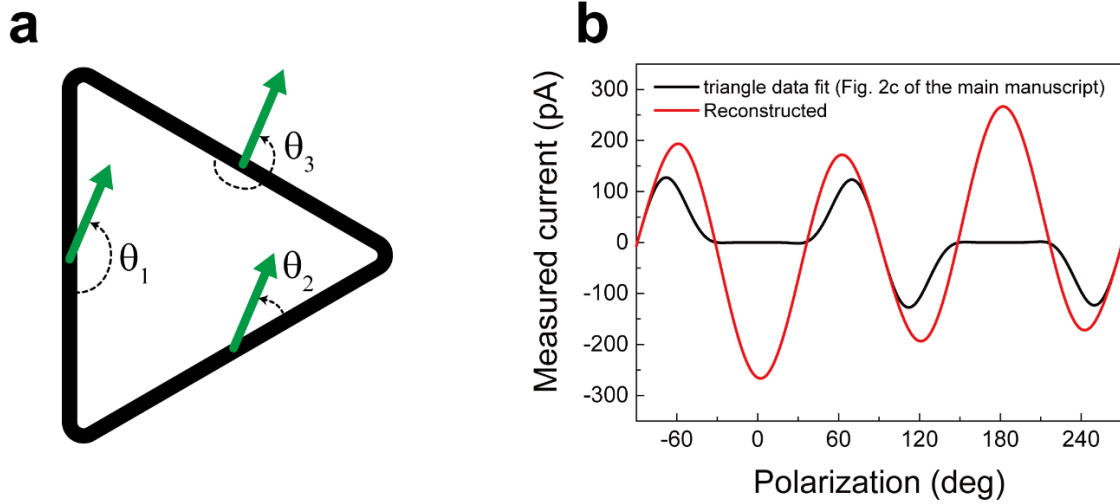 a
θ1
θ2
θ3
b
triangle data fit (Fig. 2c of the main manuscript)
Reconstructed
Measured current (pA)
300
200
100
0
-100
-200
-300
-60 0 60 120 180 240
Polarization (deg)